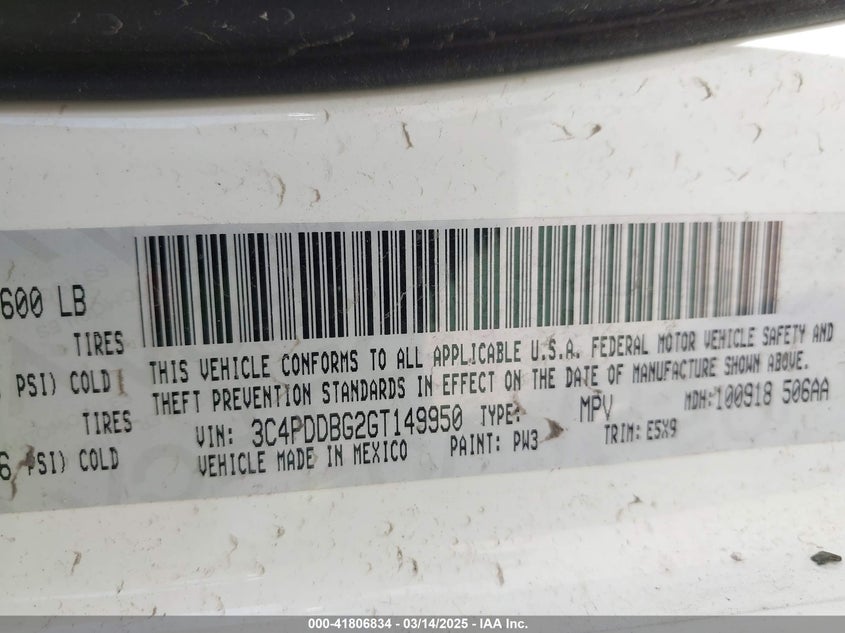 600 LB
TIRES
PSI) COLD
TIRES
PSI) COLD
THIS VEHICLE CONFORMS TO ALL APPLICABLE U.S.A. FEDERAL MOTOR VEHICLE SAFETY AND
THEFT PREVENTION STANDARDS IN EFFECT ON THE DATE OF MANUFACTURE SHOWN ABOVE.
VIN: 3C4PDDBG2GT149950 TYPE: MPV MDH:100918 506AA
VEHICLE MADE IN MEXICO PAINT: PW3 TRIM: E5X9
000-41806834 - 03/14/2025 - IAA Inc.